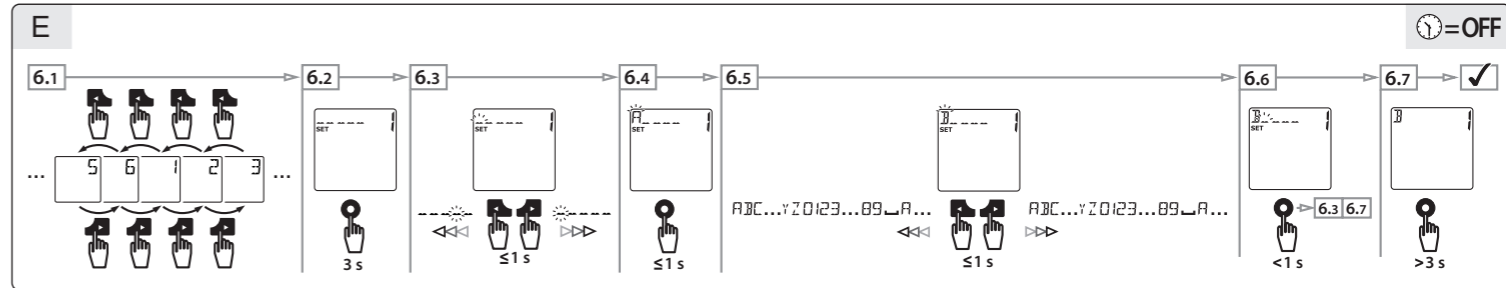 E
=OFF
6.1
6.2
6.3
6.4
6.5
6.6
6.7
... 5 6 1 2 3 ...
----- 1
SET
3 s
----- 1
SET
≤1 s
A---- 1
SET
≤1 s
B---- 1
SET
ABC...YZ0123...89⎵A...
ABC...YZ0123...89⎵A...
≤1 s
B---- 1
SET
6.3 6.7
<1 s
B 1
>3 s